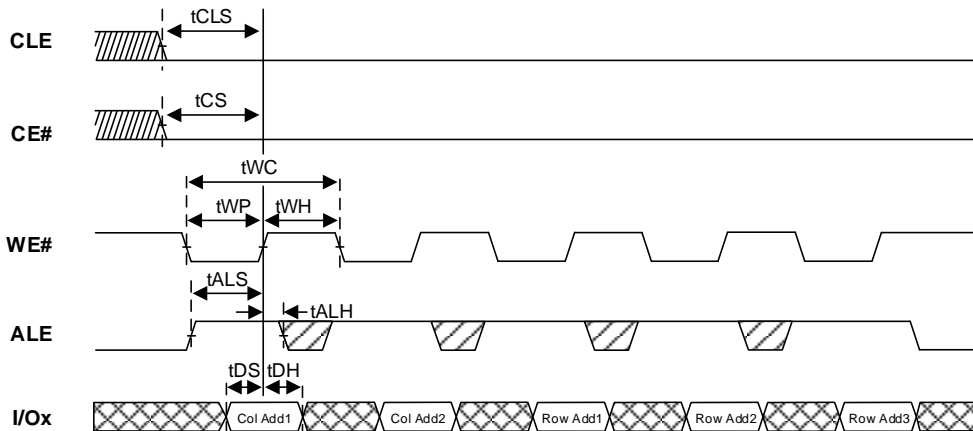 CLE
tCLS
CE#
tCS
tWC
tWP
tWH
WE#
tALS
tALH
ALE
tDS
tDH
I/Ox
Col Add1
Col Add2
Row Add1
Row Add2
Row Add3